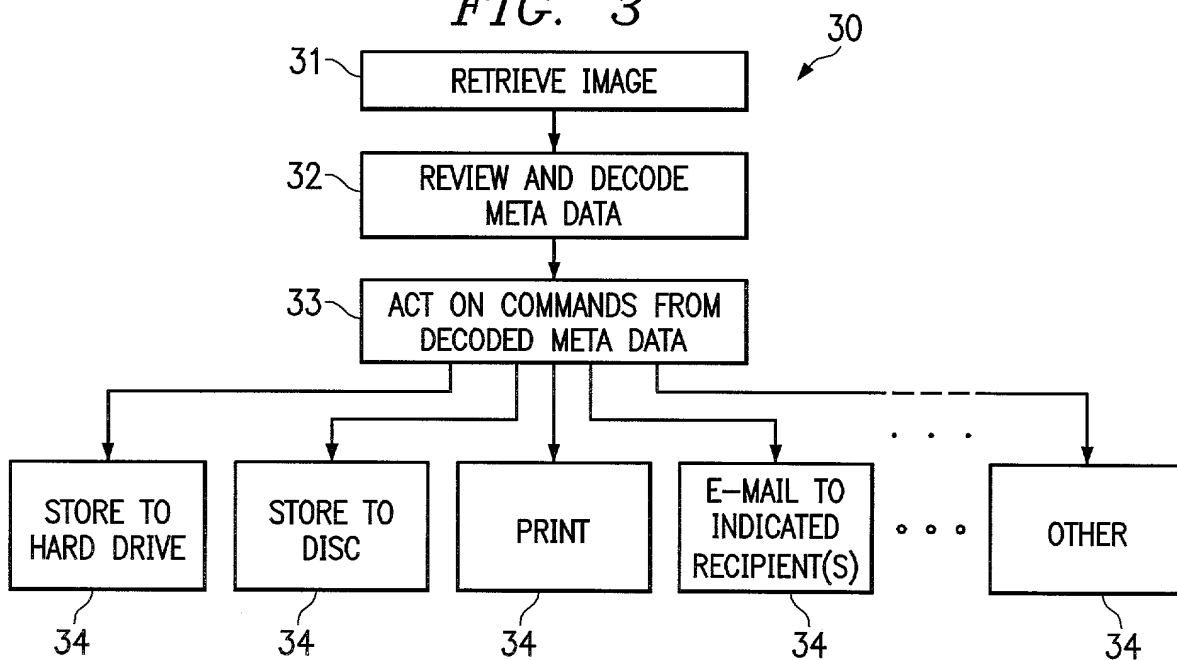 FIG. 3
30
31
RETRIEVE IMAGE
32
REVIEW AND DECODE
META DATA
33
ACT ON COMMANDS FROM
DECODED META DATA
STORE TO
HARD DRIVE
STORE TO
DISC
PRINT
E-MAIL TO
INDICATED
RECIPIENT(S)
OTHER
34
34
34
34
34